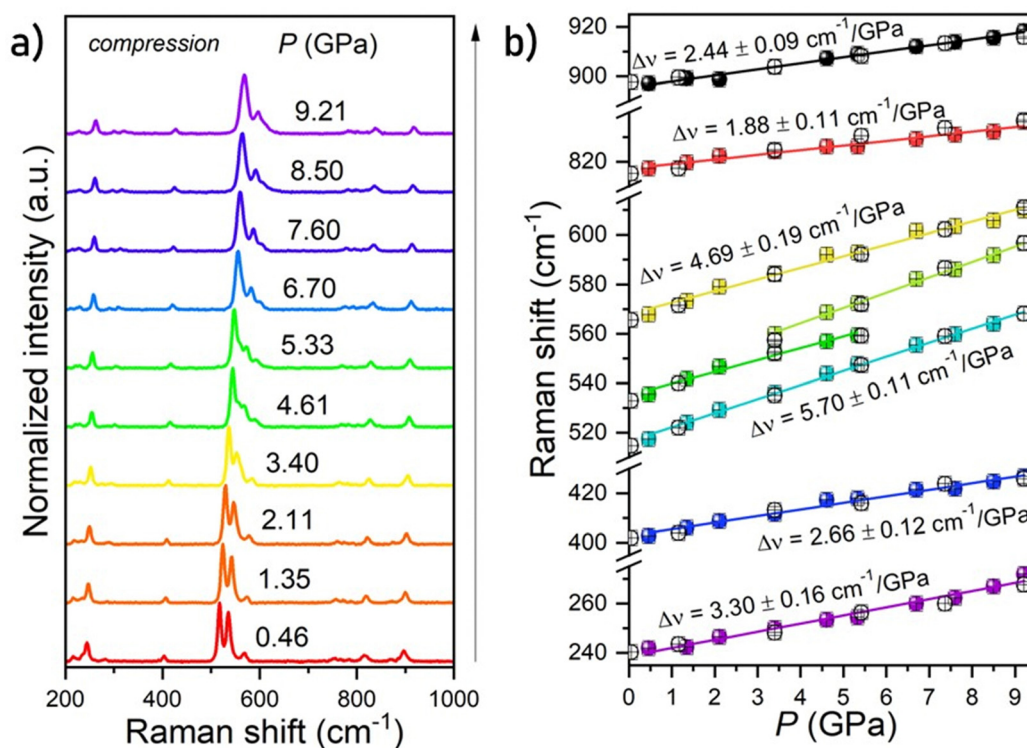 a)
compression
P (GPa)
9.21
8.50
7.60
6.70
5.33
4.61
3.40
2.11
1.35
0.46
Normalized intensity (a.u.)
200 400 600 800 1000
Raman shift (cm⁻¹)
b)
920
900
820
600
580
560
540
520
420
400
260
240
Raman shift (cm⁻¹)
Δν = 2.44 ± 0.09 cm⁻¹/GPa
Δν = 1.88 ± 0.11 cm⁻¹/GPa
Δν = 4.69 ± 0.19 cm⁻¹/GPa
Δν = 5.70 ± 0.11 cm⁻¹/GPa
Δν = 2.66 ± 0.12 cm⁻¹/GPa
Δν = 3.30 ± 0.16 cm⁻¹/GPa
0 1 2 3 4 5 6 7 8 9
P (GPa)